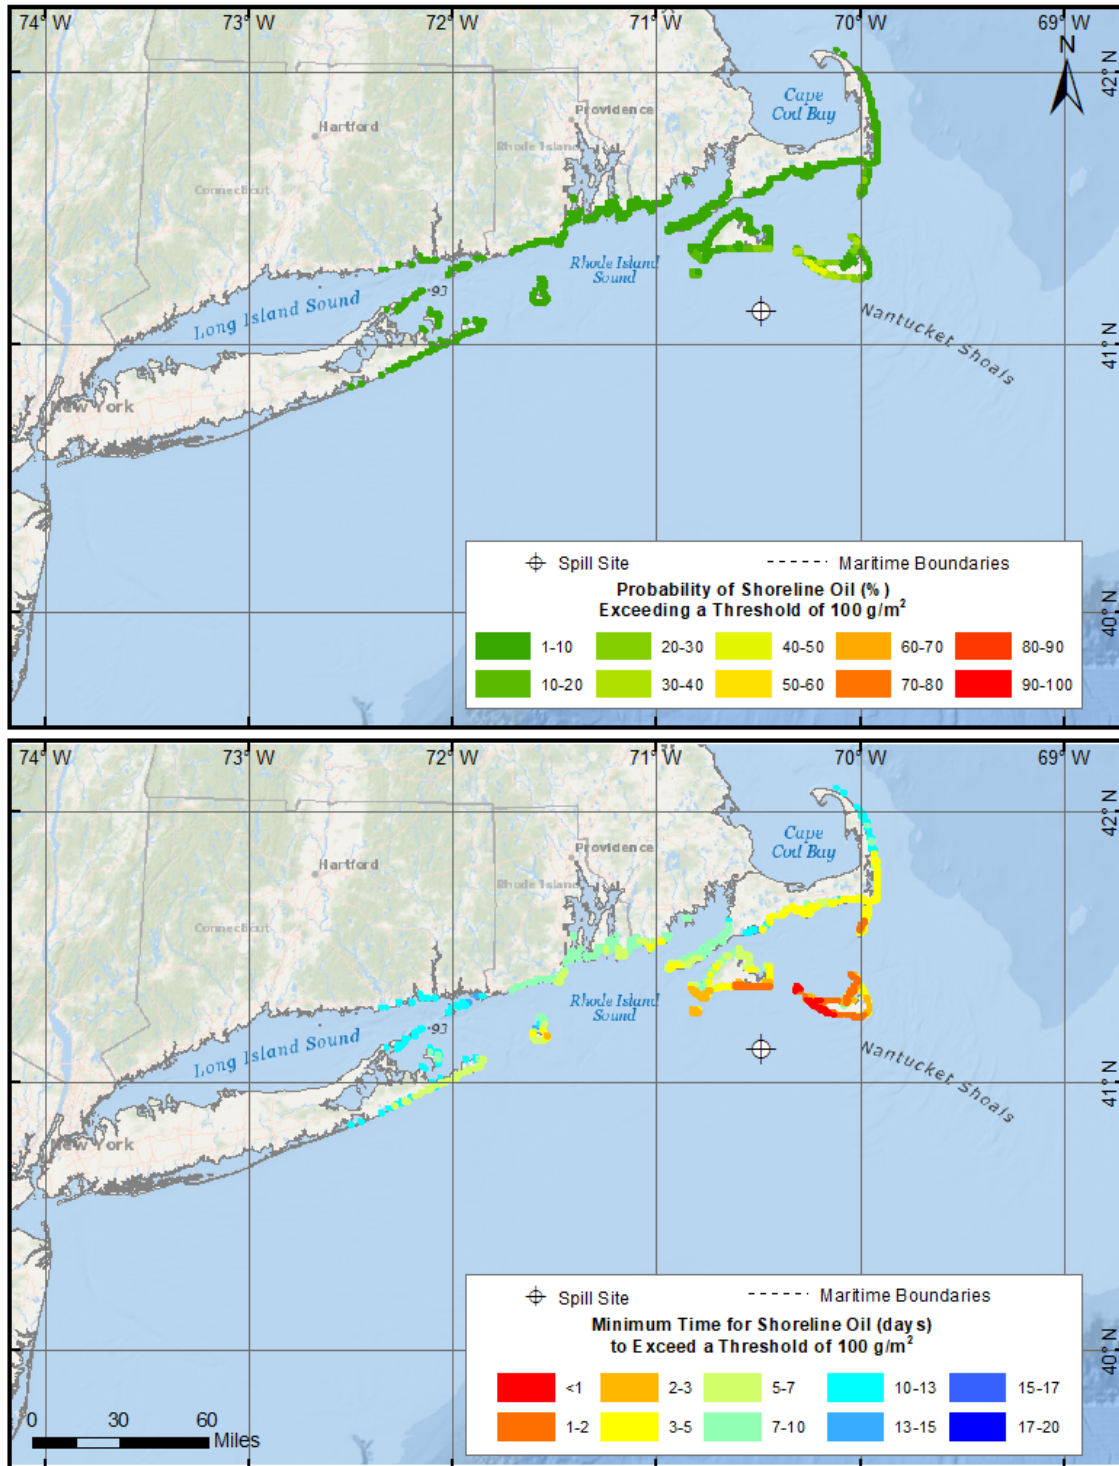 74° W 73° W 72° W 71° W 70° W 69° W
N
42° N
Cape
Cod Bay
Providence
Hartford
Rhode Island
Connecticut
Rhode Island
Sound
93
Long Island Sound
Nantucket Shoals
41° N
New York
Spill Site Maritime Boundaries
Probability of Shoreline Oil (%)
Exceeding a Threshold of 100 g/m²
40° N
1-10 20-30 40-50 60-70 80-90
10-20 30-40 50-60 70-80 90-100
74° W 73° W 72° W 71° W 70° W 69° W
42° N
Cape
Cod Bay
Providence
Hartford
Rhode Island
Connecticut
Rhode Island
Sound
93
Long Island Sound
Nantucket Shoals
41° N
New York
Spill Site Maritime Boundaries
Minimum Time for Shoreline Oil (days)
to Exceed a Threshold of 100 g/m²
40° N
<1 2-3 5-7 10-13 15-17
1-2 3-5 7-10 13-15 17-20
0 30 60
Miles